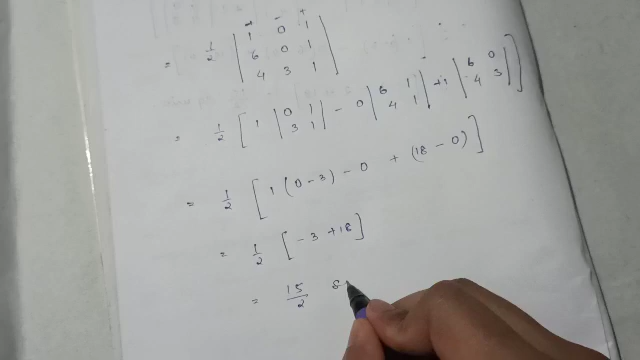 + - +
= 1/2 | 1 0 1 |
| 6 0 1 |
| 4 3 1 |
= 1/2 [ 1 | 0 1 | - 0 | 6 1 | +1 | 6 0 | ]
| 3 1 | | 4 1 | | 4 3 |
= 1/2 [ 1 (0 - 3) - 0 + (18 - 0) ]
= 1/2 [ -3 + 18 ]
= 15/2 s